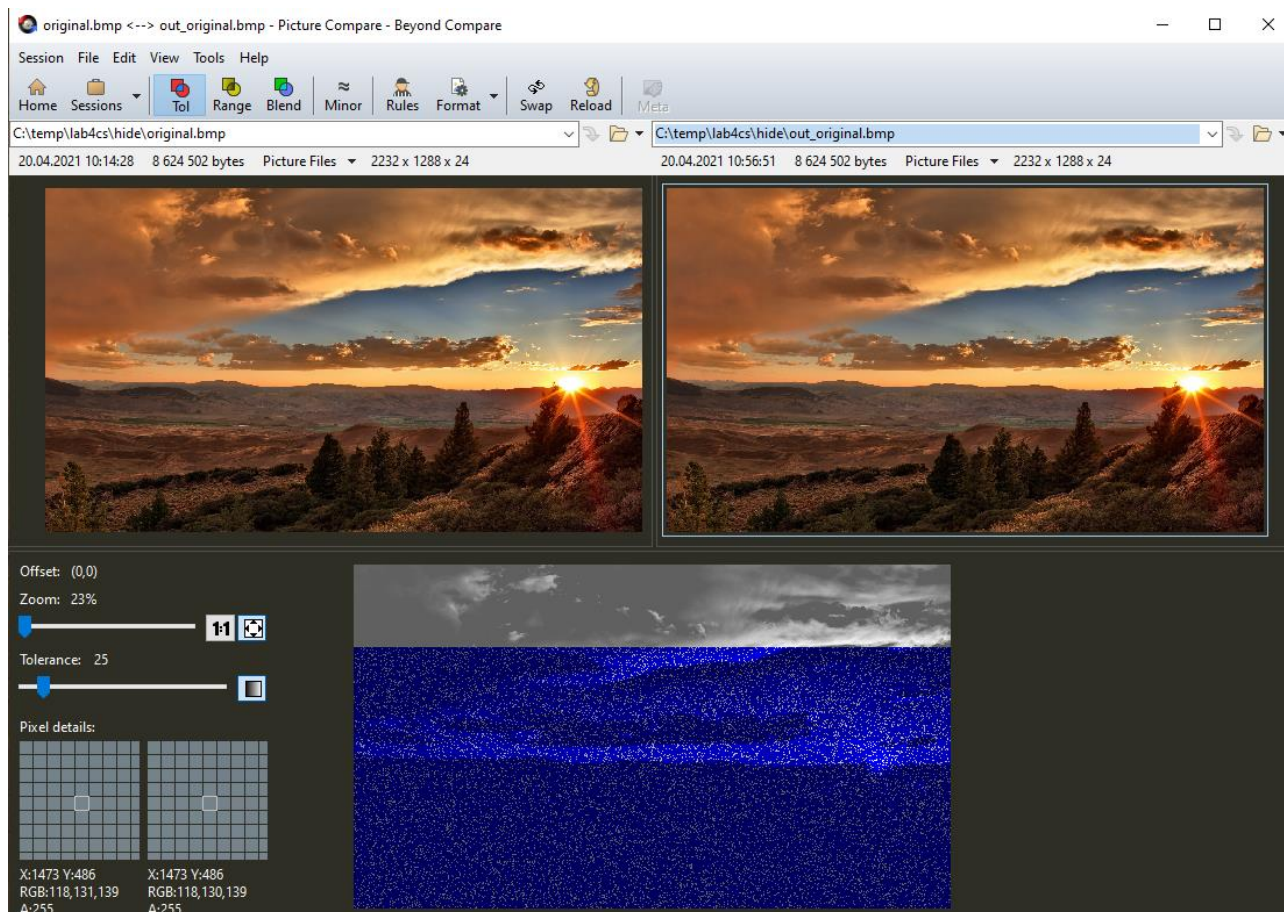 original.bmp <--> out_original.bmp - Picture Compare - Beyond Compare
Session File Edit View Tools Help
Home Sessions Tol Range Blend Minor Rules Format Swap Reload Meta
C:\temp\lab4cs\hide\original.bmp C:\temp\lab4cs\hide\out_original.bmp
20.04.2021 10:14:28 8 624 502 bytes Picture Files 2232 x 1288 x 24 20.04.2021 10:56:51 8 624 502 bytes Picture Files 2232 x 1288 x 24
Offset: (0,0)
Zoom: 23%
1:1
Tolerance: 25
Pixel details:
X:1473 Y:486 X:1473 Y:486
RGB:118,131,139 RGB:118,130,139
A:255 A:255